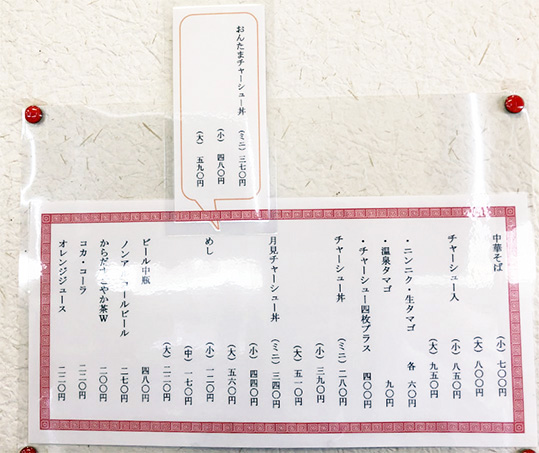 おんたまチャーシュー丼
(ミニ) 三七〇円
(小) 四八〇円
(大) 五九〇円
中華そば
(小) 七〇〇円
(大) 八〇〇円
チャーシュー入
(小) 八五〇円
(大) 九五〇円
・ニンニク・生タマゴ 各 六〇円
・温泉タマゴ 九〇円
・チャーシュー四枚プラス 四〇〇円
チャーシュー丼 (ミニ) 二八〇円
(小) 三九〇円
(大) 五一〇円
月見チャーシュー丼 (ミニ) 三四〇円
(小) 四四〇円
(大) 五六〇円
めし
(小) 一二〇円
(中) 一七〇円
(大) 二二〇円
ビール中瓶 四八〇円
ノンアルコールビール 二七〇円
からだすこやか茶W 二〇〇円
コカ・コーラ 二二〇円
オレンジジュース 二二〇円